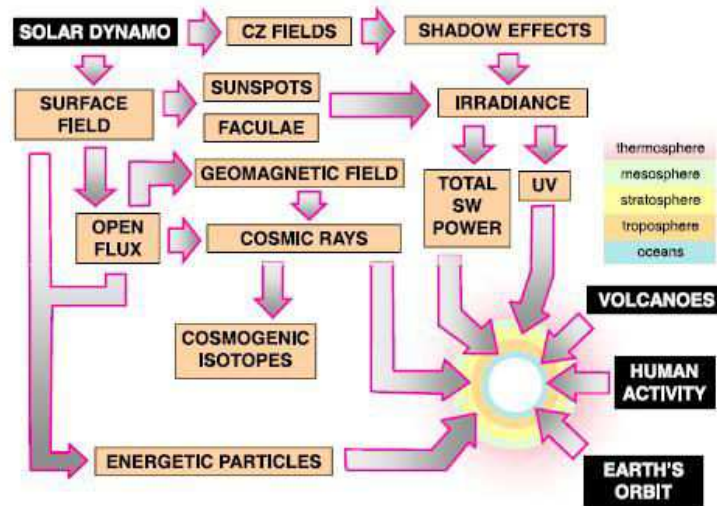 SOLAR DYNAMO
CZ FIELDS
SHADOW EFFECTS
SURFACE
FIELD
SUNSPOTS
FACULAE
IRRADIANCE
GEOMAGNETIC FIELD
TOTAL
SW
POWER
UV
OPEN
FLUX
COSMIC RAYS
COSMOGENIC
ISOTOPES
ENERGETIC PARTICLES
thermosphere
mesosphere
stratosphere
troposphere
oceans
VOLCANOES
HUMAN
ACTIVITY
EARTH'S
ORBIT